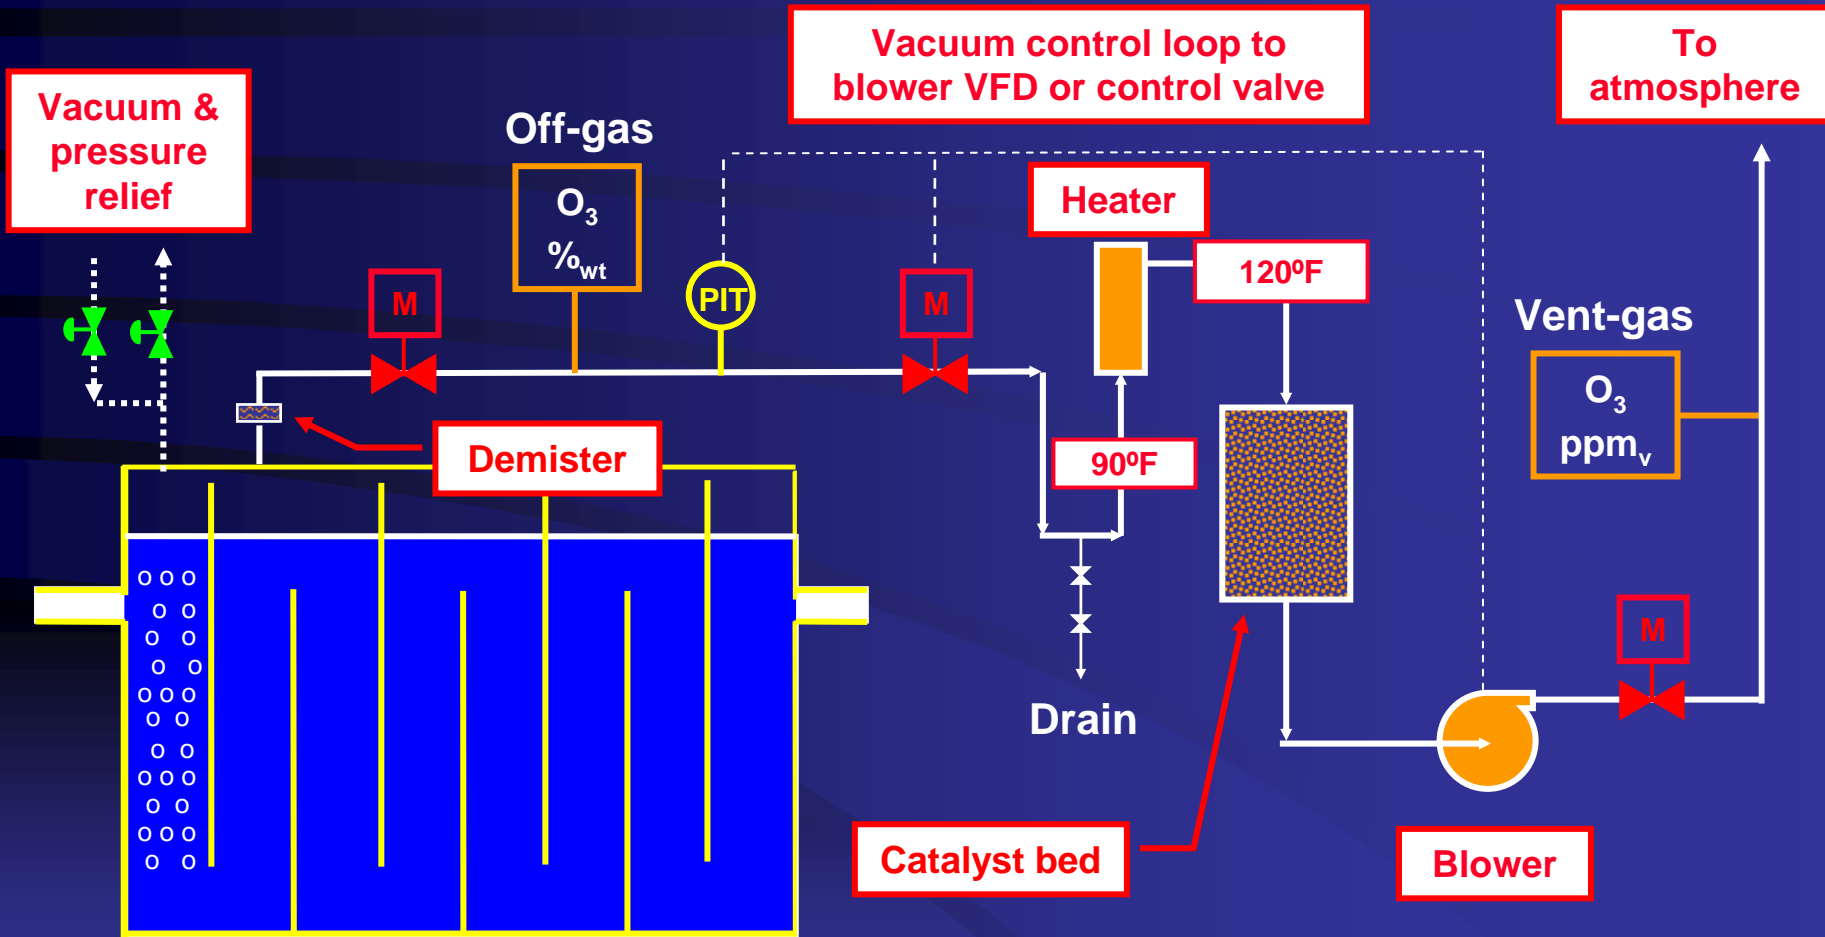 Vacuum control loop to
blower VFD or control valve
To
atmosphere
Vacuum &
pressure
relief
Off-gas
O₃
%wt
Heater
M
PIT
M
120ºF
Vent-gas
O₃
ppmv
Demister
90ºF
o o o
o o
o o
o o
o o o
o o
o o
o o o
o o
o o o
o o
M
Drain
Catalyst bed
Blower